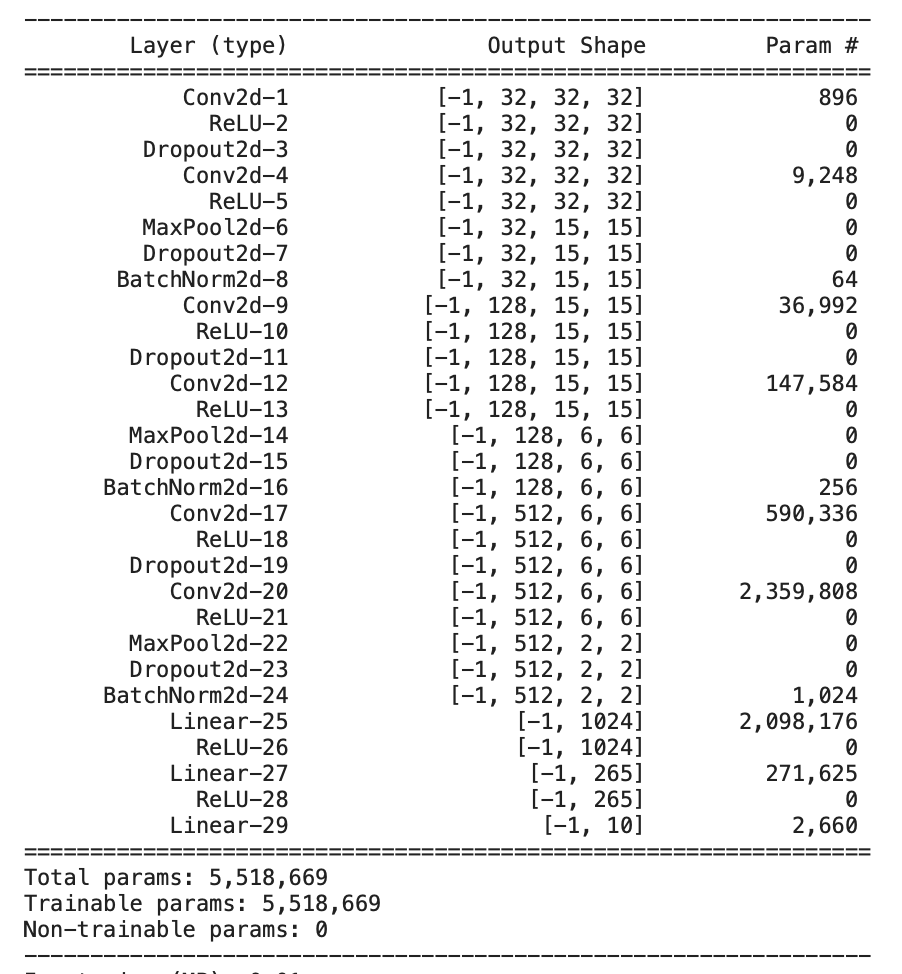 ----------------------------------------------------------------
Layer (type) Output Shape Param #
================================================================
Conv2d-1 [-1, 32, 32, 32] 896
ReLU-2 [-1, 32, 32, 32] 0
Dropout2d-3 [-1, 32, 32, 32] 0
Conv2d-4 [-1, 32, 32, 32] 9,248
ReLU-5 [-1, 32, 32, 32] 0
MaxPool2d-6 [-1, 32, 15, 15] 0
Dropout2d-7 [-1, 32, 15, 15] 0
BatchNorm2d-8 [-1, 32, 15, 15] 64
Conv2d-9 [-1, 128, 15, 15] 36,992
ReLU-10 [-1, 128, 15, 15] 0
Dropout2d-11 [-1, 128, 15, 15] 0
Conv2d-12 [-1, 128, 15, 15] 147,584
ReLU-13 [-1, 128, 15, 15] 0
MaxPool2d-14 [-1, 128, 6, 6] 0
Dropout2d-15 [-1, 128, 6, 6] 0
BatchNorm2d-16 [-1, 128, 6, 6] 256
Conv2d-17 [-1, 512, 6, 6] 590,336
ReLU-18 [-1, 512, 6, 6] 0
Dropout2d-19 [-1, 512, 6, 6] 0
Conv2d-20 [-1, 512, 6, 6] 2,359,808
ReLU-21 [-1, 512, 6, 6] 0
MaxPool2d-22 [-1, 512, 2, 2] 0
Dropout2d-23 [-1, 512, 2, 2] 0
BatchNorm2d-24 [-1, 512, 2, 2] 1,024
Linear-25 [-1, 1024] 2,098,176
ReLU-26 [-1, 1024] 0
Linear-27 [-1, 265] 271,625
ReLU-28 [-1, 265] 0
Linear-29 [-1, 10] 2,660
================================================================
Total params: 5,518,669
Trainable params: 5,518,669
Non-trainable params: 0
----------------------------------------------------------------